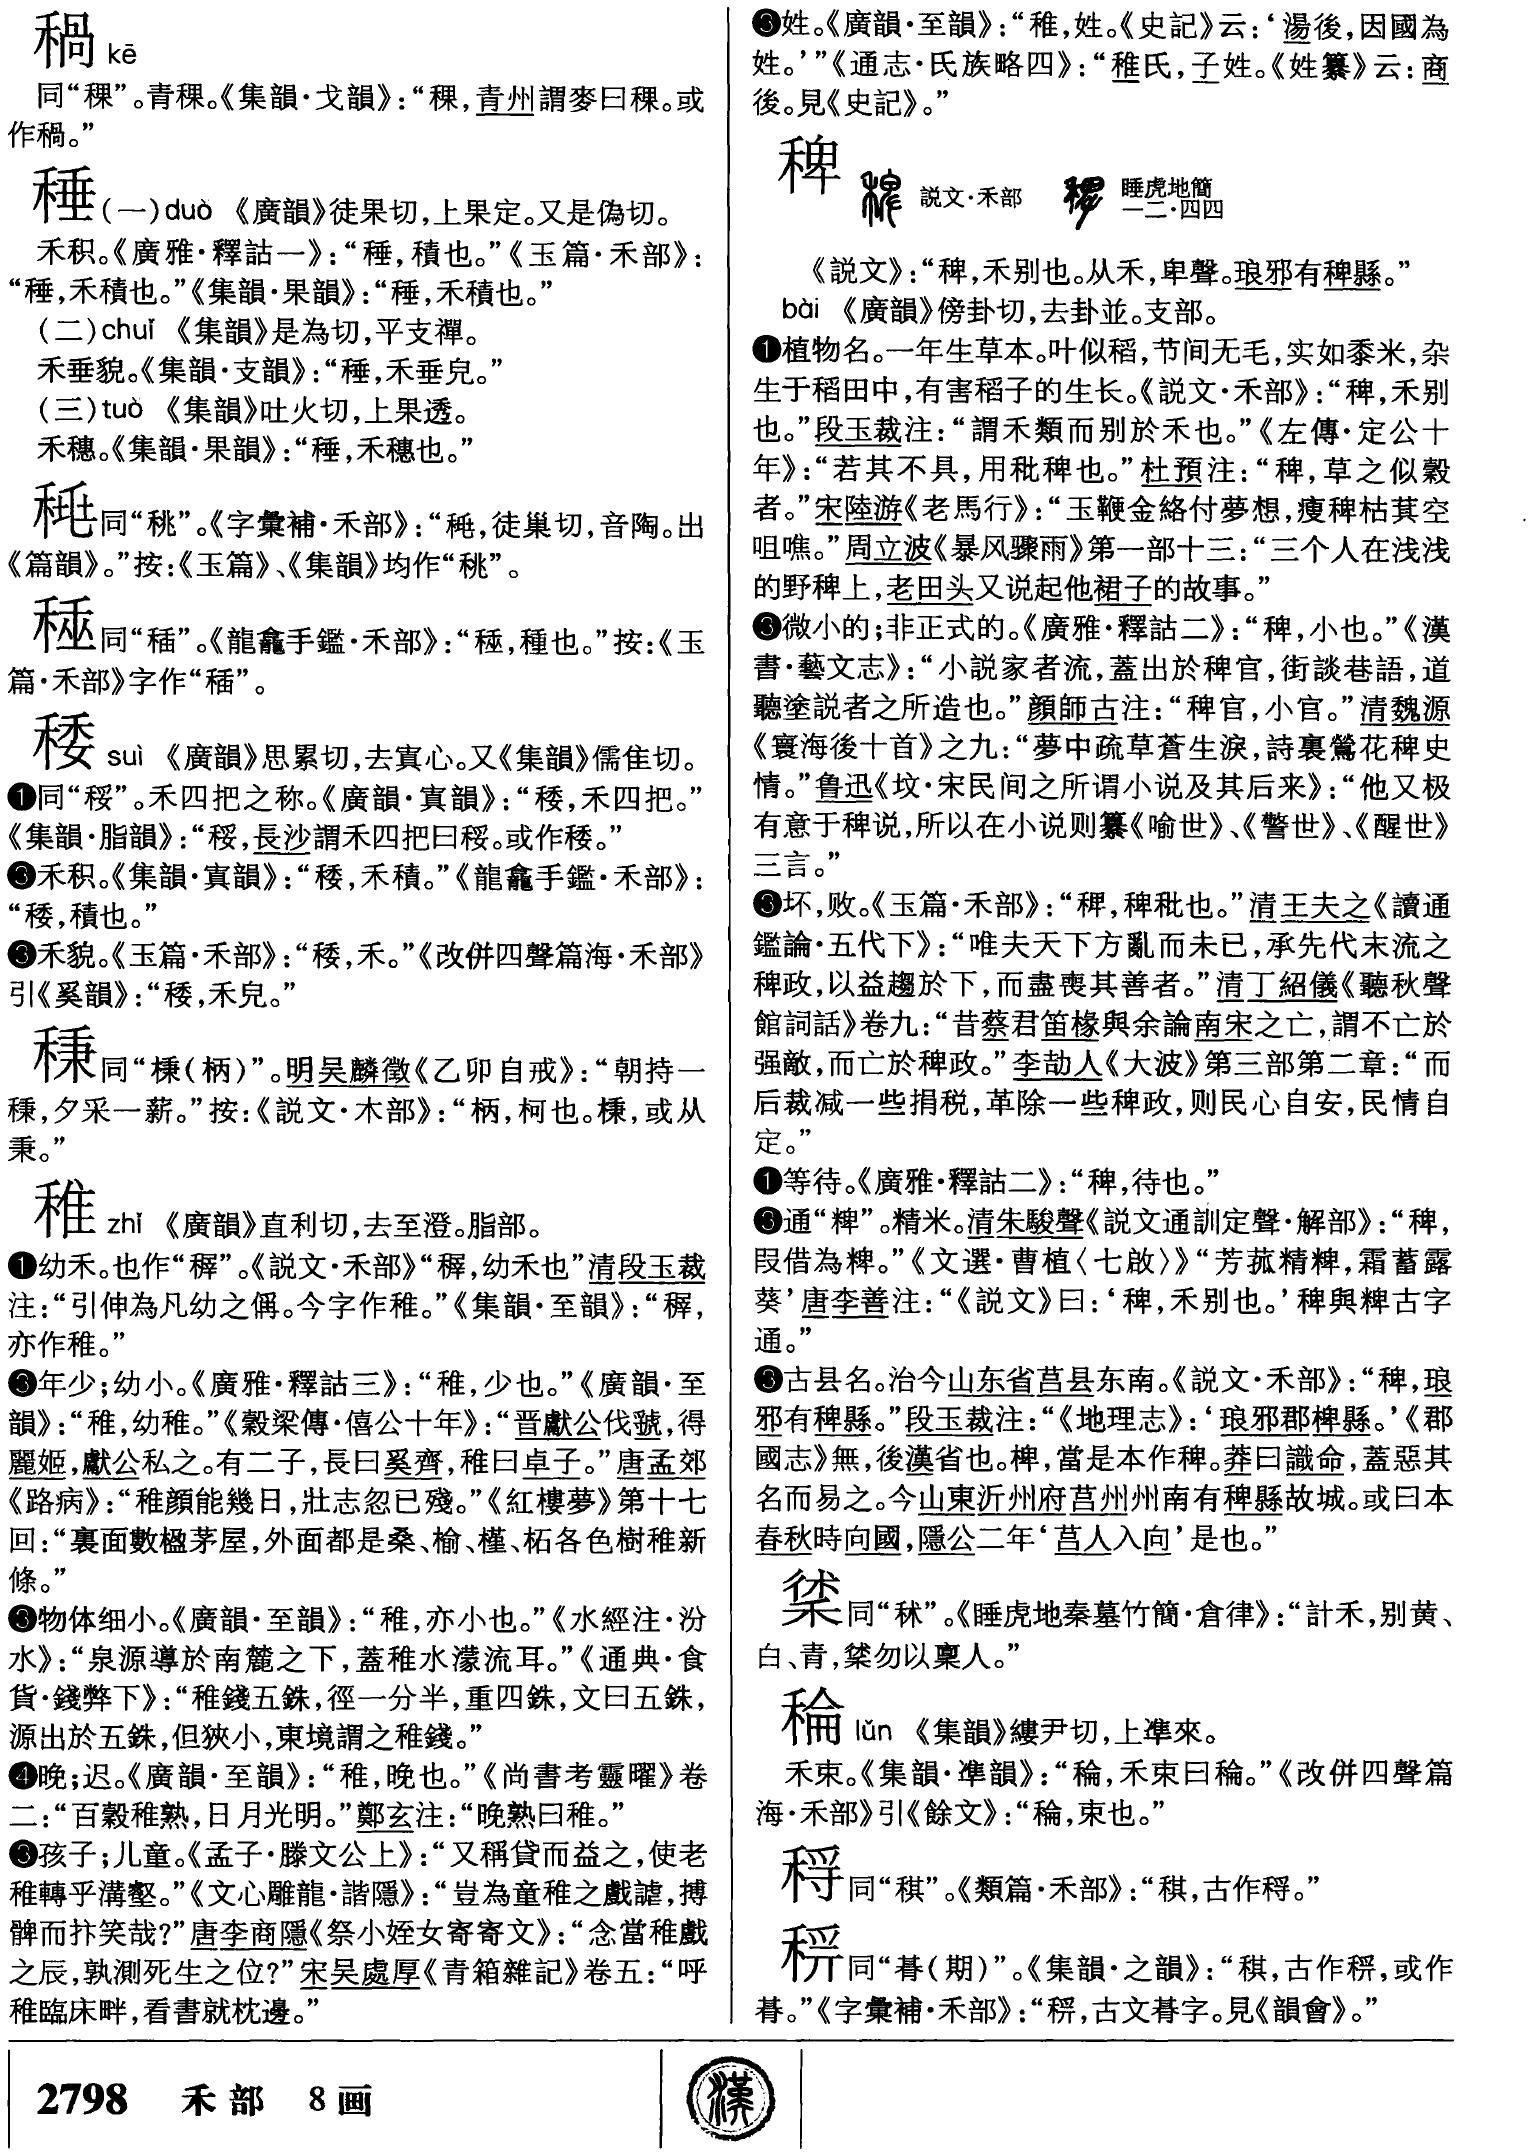 䅥 kē
同“稞”。青稞。《集韻·戈韻》：“稞，青州謂麥曰稞。或
作䅥。”
䅜(一)duò 《廣韻》徒果切，上果定。又是偽切。
禾积。《廣雅·釋詁一》：“䅜，積也。”《玉篇·禾部》：
“䅜，禾積也。”《集韻·果韻》：“䅜，禾積也。”
(二)chuí 《集韻》是為切，平支禪。
禾垂貌。《集韻·支韻》：“䅜，禾垂皃。”
(三)tuǒ 《集韻》吐火切，上果透。
禾穗。《集韻·果韻》：“䅜，禾穗也。”
同“䄻”。《字彙補·禾部》：“，徒巢切，音陶。出
《篇韻》。”按：《玉篇》、《集韻》均作“䄻”。
同“𥟧”。《龍龕手鑑·禾部》：“，種也。”按：《玉
篇·禾部》字作“”。
䅑 suì 《廣韻》思累切，去寘心。又《集韻》儒隹切。
❶同“稡”。禾四把之称。《廣韻·寘韻》：“䅑，禾四把。”
《集韻·脂韻》：“，長沙謂禾四把曰。或作䅑。”
❸禾积。《集韻·寘韻》：“䅑，禾積。”《龍龕手鑑·禾部》：
“䅑，積也。”
❸禾貌。《玉篇·禾部》：“䅑，禾。”《改併四聲篇海·禾部》
引《奚韻》：“䅑，禾皃。”
䅭同“棅(柄)”。明吴麟徵《乙卯自戒》：“朝持一
䅭，夕采一薪。”按：《説文·木部》：“柄，柯也。棅，或从
秉。”
稚 zhì 《廣韻》直利切，去至澄。脂部。
❶幼禾。也作“稺”。《説文·禾部》“稺，幼禾也”清段玉裁
注：“引伸為凡幼之偁。今字作稚。”《集韻·至韻》：“稺，
亦作稚。”
❸年少；幼小。《廣雅·釋詁三》：“稚，少也。”《廣韻·至
韻》：“稚，幼稚。”《穀梁傳·僖公十年》：“晋獻公伐虢，得
麗姬，獻公私之。有二子，長曰奚齊，稚曰卓子。”唐孟郊
《路病》：“稚顔能幾日，壯志忽已殘。”《紅樓夢》第十七
回：“裏面數楹茅屋，外面都是桑、榆、槿、柘各色樹稚新
條。”
❸物体细小。《廣韻·至韻》：“稚，亦小也。”《水經注·汾
水》：“泉源導於南麓之下，蓋稚水濛流耳。”《通典·食
貨·錢弊下》：“稚錢五銖，徑一分半，重四銖，文曰五銖，
源出於五銖，但狹小，東境謂之稚錢。”
❹晚；迟。《廣韻·至韻》：“稚，晚也。”《尚書考靈曜》卷
二：“百穀稚熟，日月光明。”鄭玄注：“晚熟曰稚。”
❸孩子；儿童。《孟子·滕文公上》：“又稱貸而益之，使老
稚轉乎溝壑。”《文心雕龍·諧隱》：“豈為童稚之戲謔，搏
髀而抃笑哉？”唐李商隱《祭小姪女寄寄文》：“念當稚戲
之辰，孰測死生之位？”宋吴處厚《青箱雜記》卷五：“呼
稚臨床畔，看書就枕邊。”
❸姓。《廣韻·至韻》：“稚，姓。《史記》云：‘湯後，因國為
姓。’”《通志·氏族略四》：“稚氏，子姓。《姓纂》云：商
後。見《史記》。”
稗 説文·禾部 睡虎地簡
一二·四四
《説文》：“稗，禾别也。从禾，卑聲。琅邪有稗縣。”
bài 《廣韻》傍卦切，去卦並。支部。
❶植物名。一年生草本。叶似稻，节间无毛，实如黍米，杂
生于稻田中，有害稻子的生长。《説文·禾部》：“稗，禾别
也。”段玉裁注：“謂禾類而别於禾也。”《左傳·定公十
年》：“若其不具，用秕稗也。”杜預注：“稗，草之似穀
者。”宋陸游《老馬行》：“玉鞭金絡付夢想，瘦稗枯萁空
咀噍。”周立波《暴风骤雨》第一部十三：“三个人在浅浅
的野稗上，老田头又说起他裙子的故事。”
❸微小的；非正式的。《廣雅·釋詁二》：“稗，小也。”《漢
書·藝文志》：“小説家者流，蓋出於稗官，街談巷語，道
聽塗説者之所造也。”顔師古注：“稗官，小官。”清魏源
《寰海後十首》之九：“夢中疏草蒼生淚，詩裏鶯花稗史
情。”鲁迅《坟·宋民间之所谓小说及其后来》：“他又极
有意于稗说，所以在小说则纂《喻世》、《警世》、《醒世》
三言。”
❸坏，败。《玉篇·禾部》：“稗，稗秕也。”清王夫之《讀通
鑑論·五代下》：“唯夫天下方亂而未已，承先代末流之
稗政，以益趨於下，而盡喪其善者。”清丁紹儀《聽秋聲
館詞話》卷九：“昔蔡君笛椽與余論南宋之亡，謂不亡於
强敵，而亡於稗政。”李劼人《大波》第三部第二章：“而
后裁减一些捐税，革除一些稗政，则民心自安，民情自
定。”
❶等待。《廣雅·釋詁二》：“稗，待也。”
❸通“粺”。精米。清朱駿聲《説文通訓定聲·解部》：“稗，
叚借為粺。”《文選·曹植〈七啟〉》“芳菰精粺，霜蓄露
葵’唐李善注：“《説文》曰：‘稗，禾别也。’稗與粺古字
通。”
❸古县名。治今山东省莒县东南。《説文·禾部》：“稗，琅
邪有稗縣。”段玉裁注：“《地理志》：‘琅邪郡椑縣。’《郡
國志》無，後漢省也。椑，當是本作稗。莽曰識命，蓋惡其
名而易之。今山東沂州府莒州州南有稗縣故城。或曰本
春秋時向國，隱公二年‘莒人入向’是也。”
同“秫”。《睡虎地秦墓竹簡·倉律》：“計禾，别黄、
白、青，勿以稟人。”
稐 lǔn 《集韻》縷尹切，上準來。
禾束。《集韻·準韻》：“稐，禾束曰稐。”《改併四聲篇
海·禾部》引《餘文》：“稐，束也。”
同“稘”。《類篇·禾部》：“稘，古作。”
同“朞(期)”。《集韻·之韻》：“稘，古作，或作
朞。”《字彙補·禾部》：“，古文朞字。見《韻會》。”
2798 禾部 8画
漢